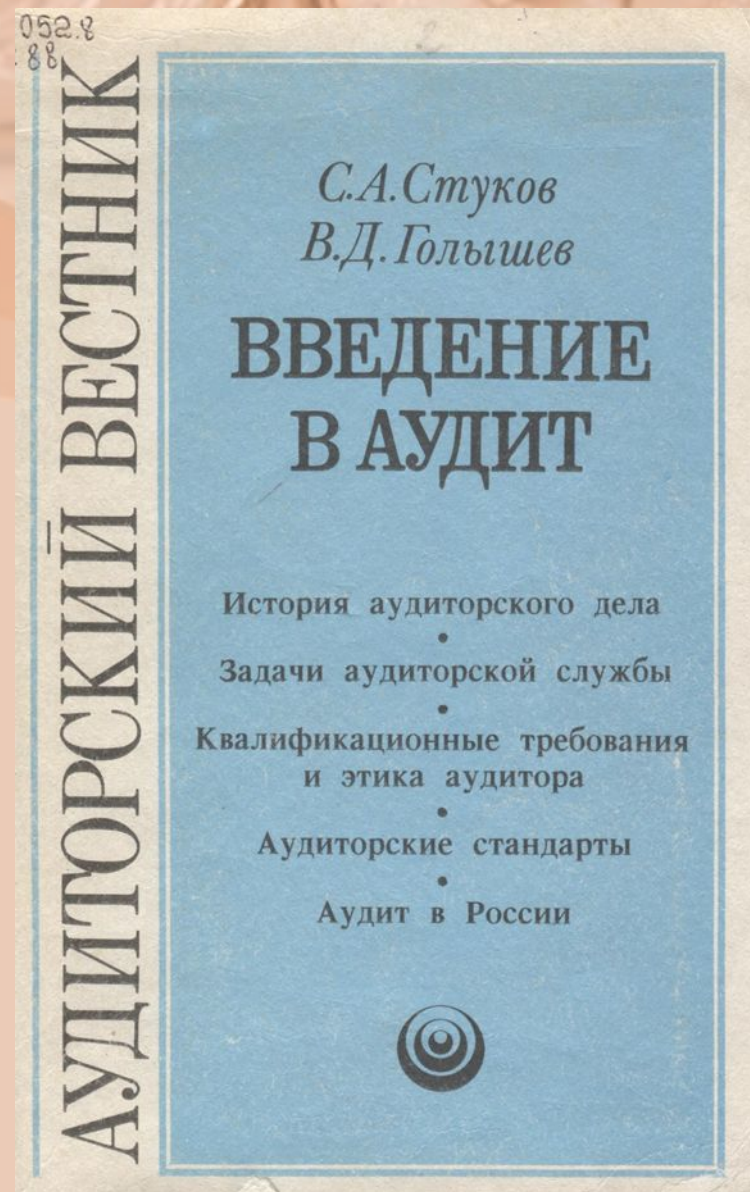 052.8
88
АУДИТОРСКИЙ ВЕСТНИК
С.А.Стуков
В.Д.Голышев
ВВЕДЕНИЕ
В АУДИТ
История аудиторского дела
•
Задачи аудиторской службы
•
Квалификационные требования
и этика аудитора
•
Аудиторские стандарты
•
Аудит в России